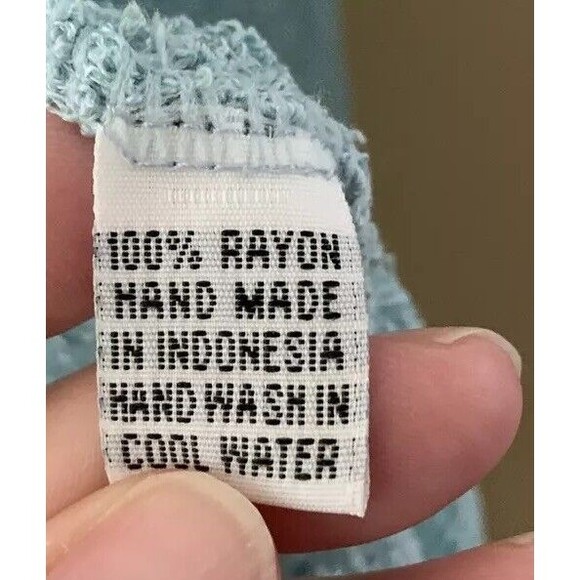 100% RAYON
HAND MADE
IN INDONESIA
HAND WASH IN
COOL WATER